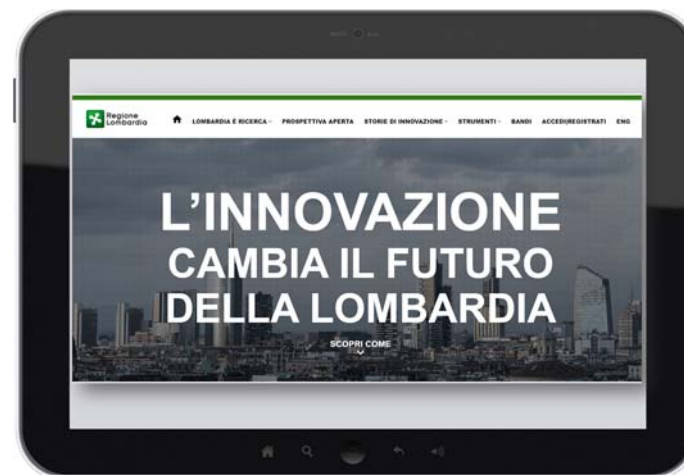 Regione
Lombardia
LOMBARDIA È RICERCA
PROSPETTIVA APERTA
STORIE DI INNOVAZIONE
STRUMENTI
BANDI
ACCEDI|REGISTRATI
ENG
L'INNOVAZIONE
CAMBIA IL FUTURO
DELLA LOMBARDIA
SCOPRI COME